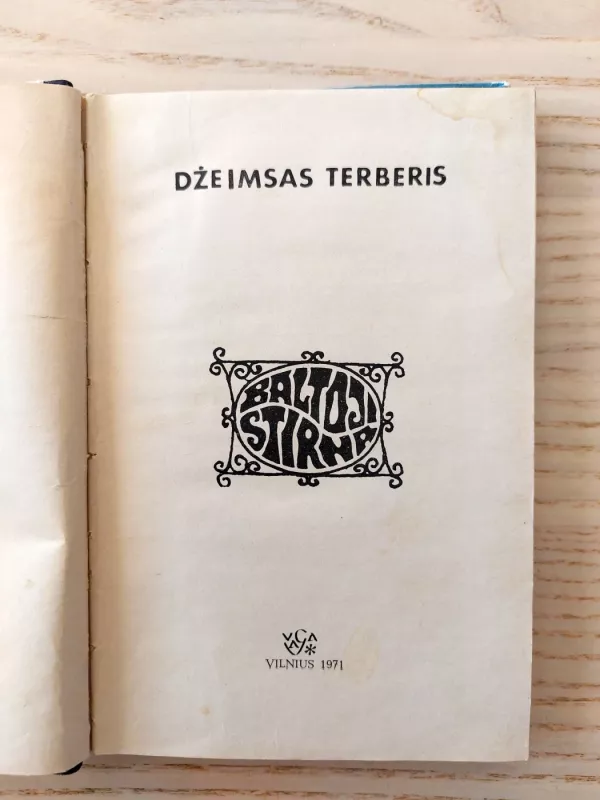 DŽEIMSAS TERBERIS
BALTOJI
STIRNA
VILNIUS 1971